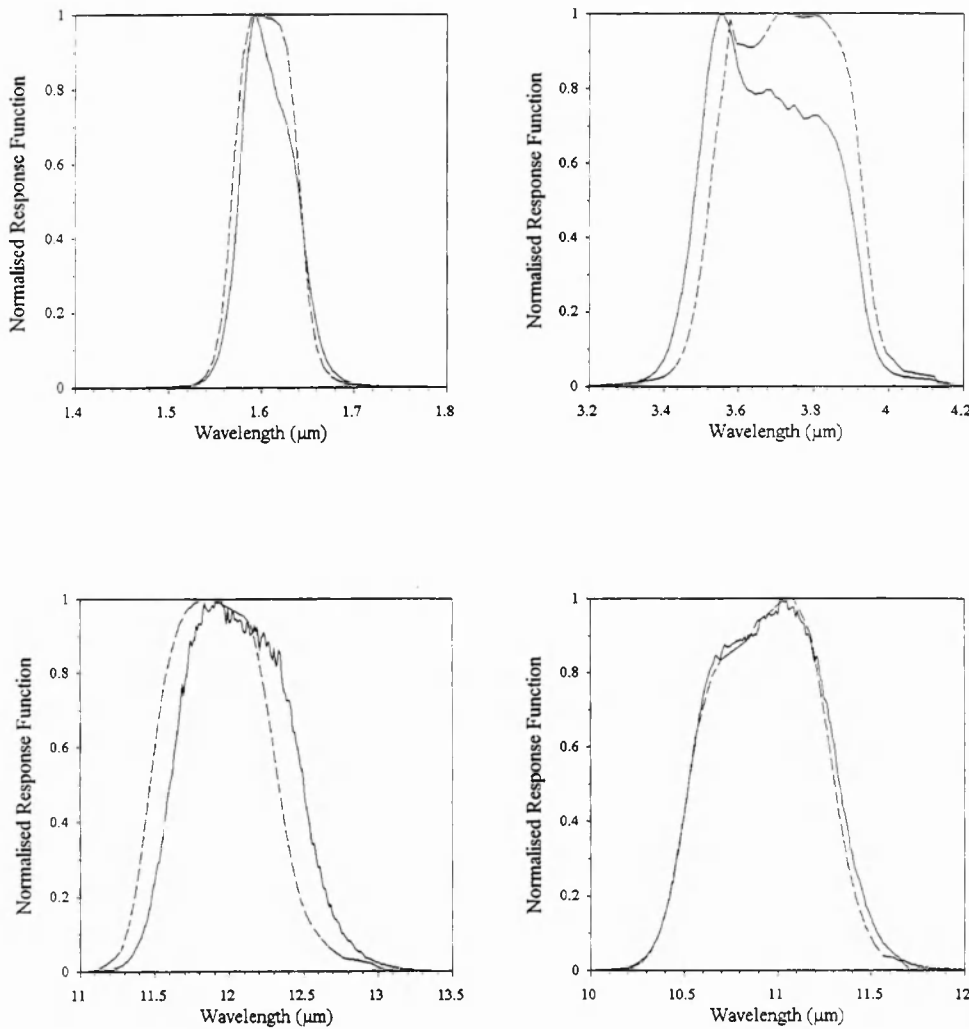 Normalised Response Function
1
0.8
0.6
0.4
0.2
0
1.4 1.5 1.6 1.7 1.8
Wavelength (µm)
Normalised Response Function
1
0.8
0.6
0.4
0.2
0
3.2 3.4 3.6 3.8 4 4.2
Wavelength (µm)
Normalised Response Function
1
0.8
0.6
0.4
0.2
0
11 11.5 12 12.5 13 13.5
Wavelength (µm)
Normalised Response Function
1
0.8
0.6
0.4
0.2
0
10 10.5 11 11.5 12
Wavelength (µm)